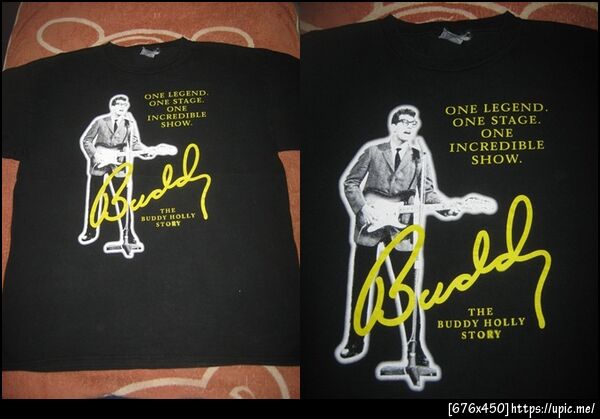 ONE LEGEND.
ONE STAGE.
ONE
INCREDIBLE
SHOW.
Buddy
THE
BUDDY HOLLY
STORY
ONE LEGEND.
ONE STAGE.
ONE
INCREDIBLE
SHOW.
Buddy
THE
BUDDY HOLLY
STORY
[676x450]https://upic.me/